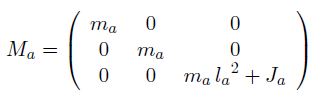 m_a 0 0
M_a = ( 0 m_a 0 )
0 0 m_a l_a^2 + J_a